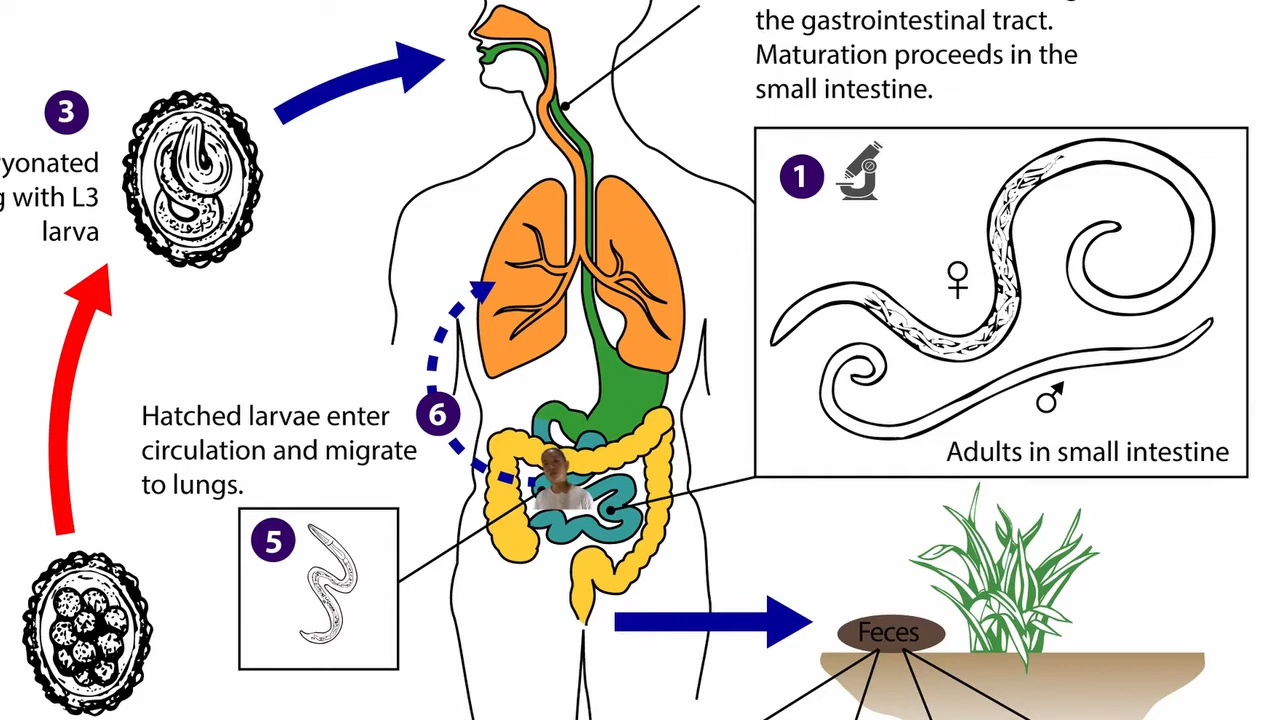 the gastrointestinal tract.
Maturation proceeds in the
small intestine.
3
yonated
with L3
larva
1
Adults in small intestine
Hatched larvae enter
circulation and migrate
to lungs.
6
5
Feces